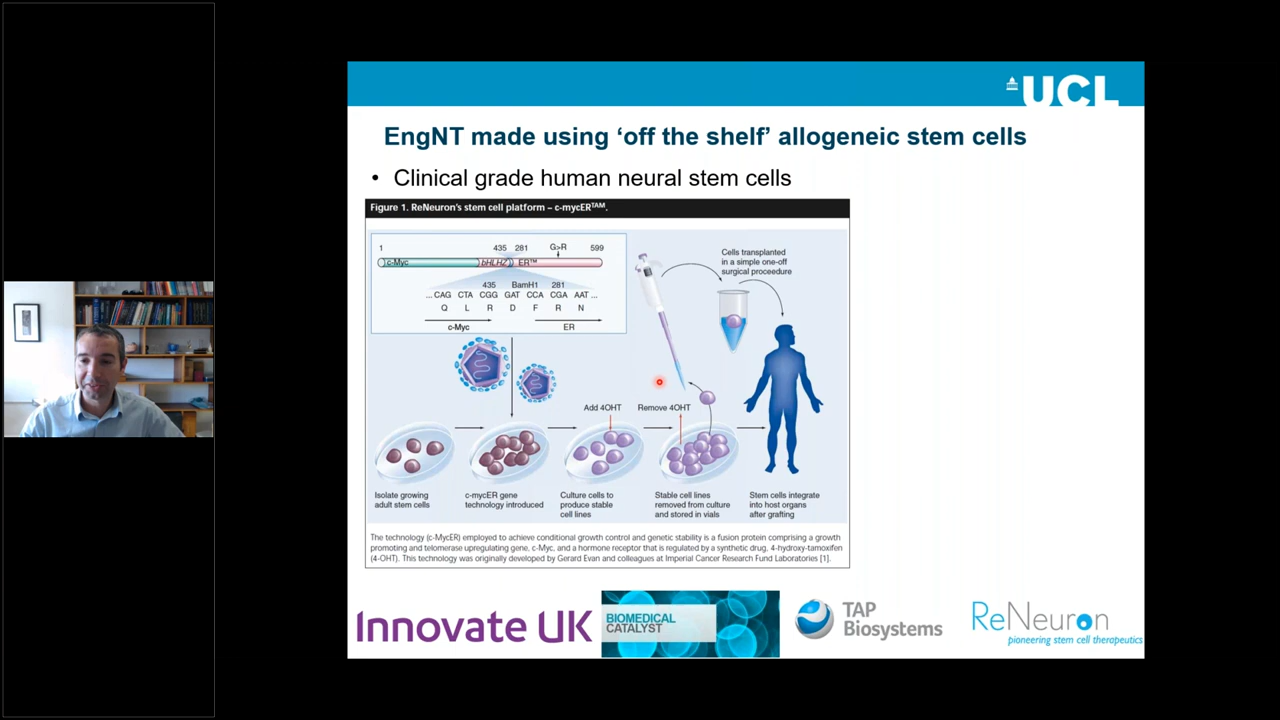 UCL
EngNT made using ‘off the shelf’ allogeneic stem cells
• Clinical grade human neural stem cells
Figure 1. ReNeuron's stem cell platform – c-mycERTAM.
1 435 281 G>R 599
c-Myc bHLHZ ERTM
435 BamH1 281
... CAG CTA CGG GAT CCA CGA AAT ...
Q L R D F R N
c-Myc ER
Cells transplanted
in a simple one-off
surgical proceedure
Add 4OHT Remove 4OHT
Isolate growing
adult stem cells
c-mycER gene
technology introduced
Culture cells to
produce stable
cell lines
Stable cell lines
removed from culture
and stored in vials
Stem cells integrate
into host organs
after grafting
The technology (c-MycER) employed to achieve conditional growth control and genetic stability is a fusion protein comprising a growth
promoting and telomerase upregulating gene, c-Myc, and a hormone receptor that is regulated by a synthetic drug, 4-hydroxy-tamoxifen
(4-OHT). This technology was originally developed by Gerard Evan and colleagues at Imperial Cancer Research Fund Laboratories [1].
Innovate UK
BIOMEDICAL
CATALYST
TAP
Biosystems
ReNeuron
pioneering stem cell therapeutics